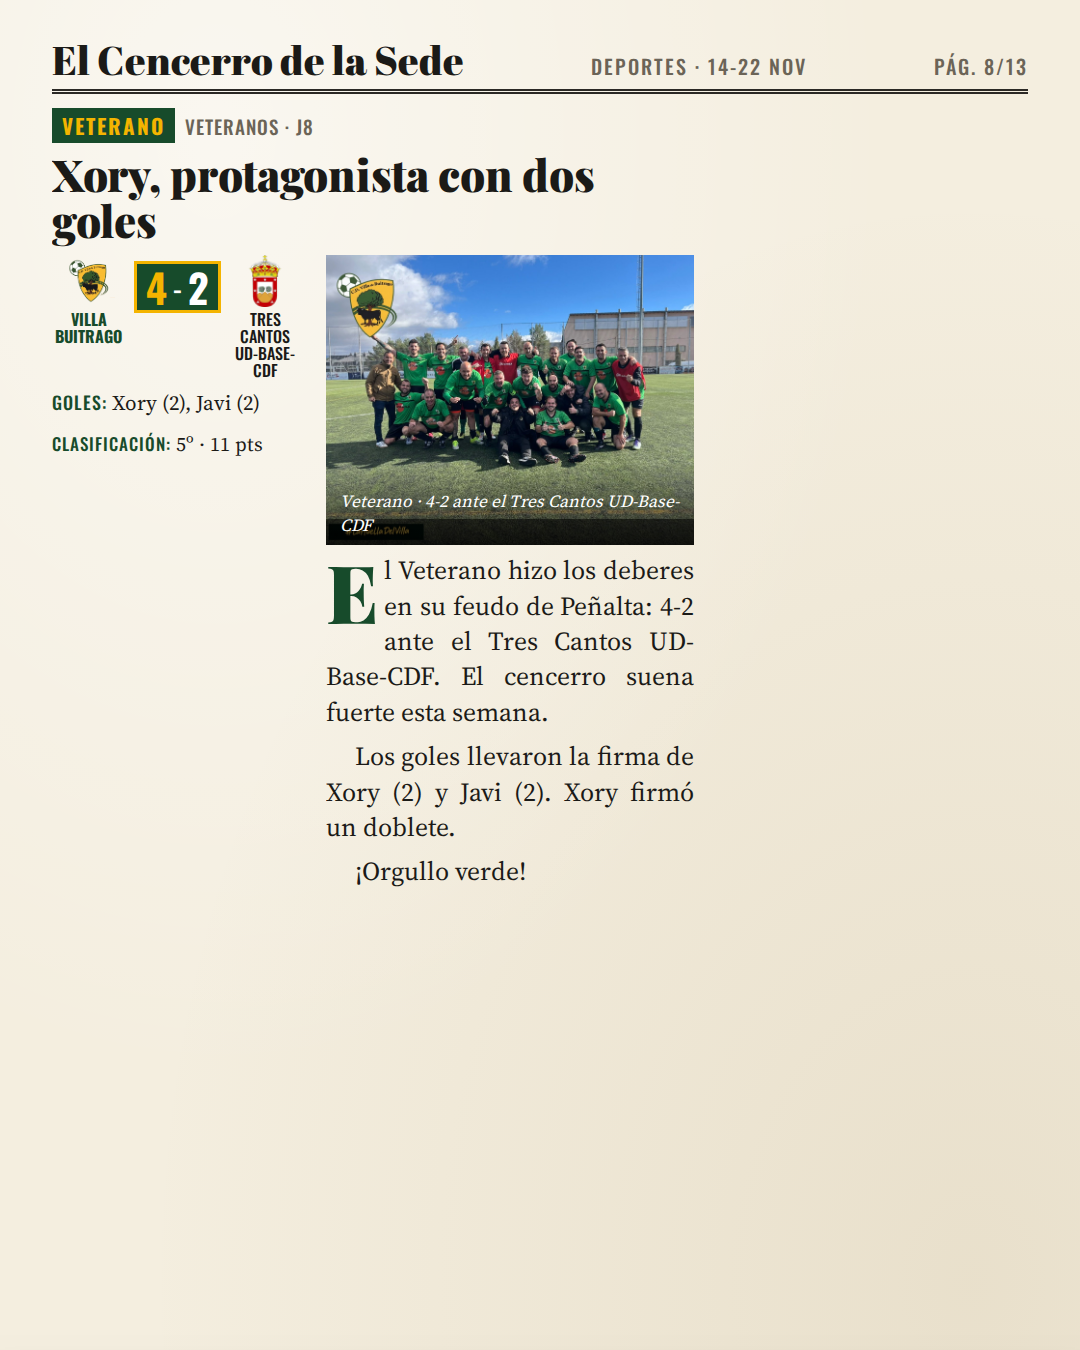 El Cencerro de la Sede
DEPORTES · 14-22 NOV
PÁG. 8/13
VETERANO
VETERANOS · J8
Xory, protagonista con dos
goles
VILLA
BUITRAGO
4 - 2
TRES
CANTOS
UD-BASE-
CDF
GOLES: Xory (2), Javi (2)
CLASIFICACIÓN: 5º · 11 pts
Veterano · 4-2 ante el Tres Cantos UD-Base-
CDF
El Veterano hizo los deberes
en su feudo de Peñalta: 4-2
ante el Tres Cantos UD-
Base-CDF. El cencerro suena
fuerte esta semana.
Los goles llevaron la firma de
Xory (2) y Javi (2). Xory firmó
un doblete.
¡Orgullo verde!